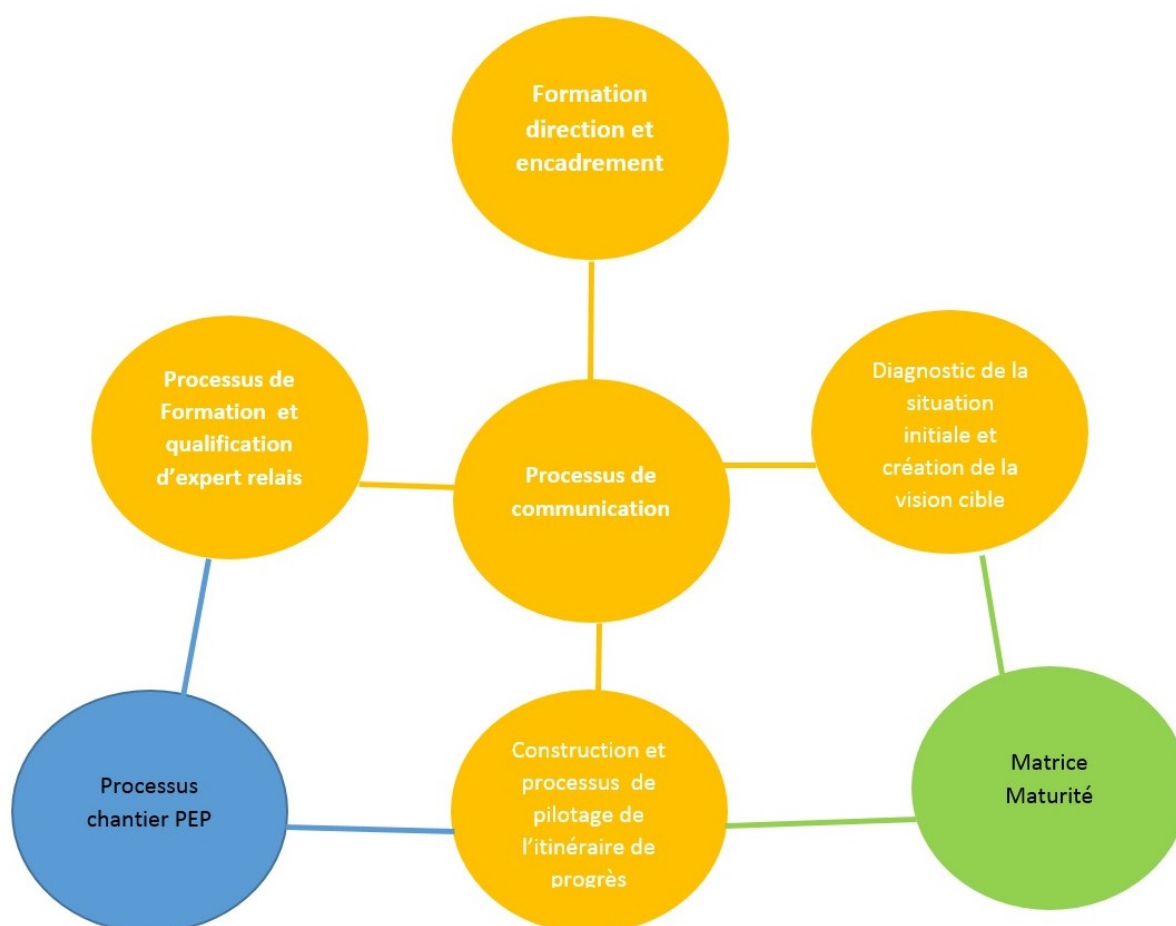 Formation
direction et
encadrement
Processus de
Formation et
qualification
d’expert relais
Processus de
communication
Diagnostic de la
situation
initiale et
création de la
vision cible
Processus
chantier PEP
Construction et
processus de
pilotage de
l’itinéraire de
progrès
Matrice
Maturité